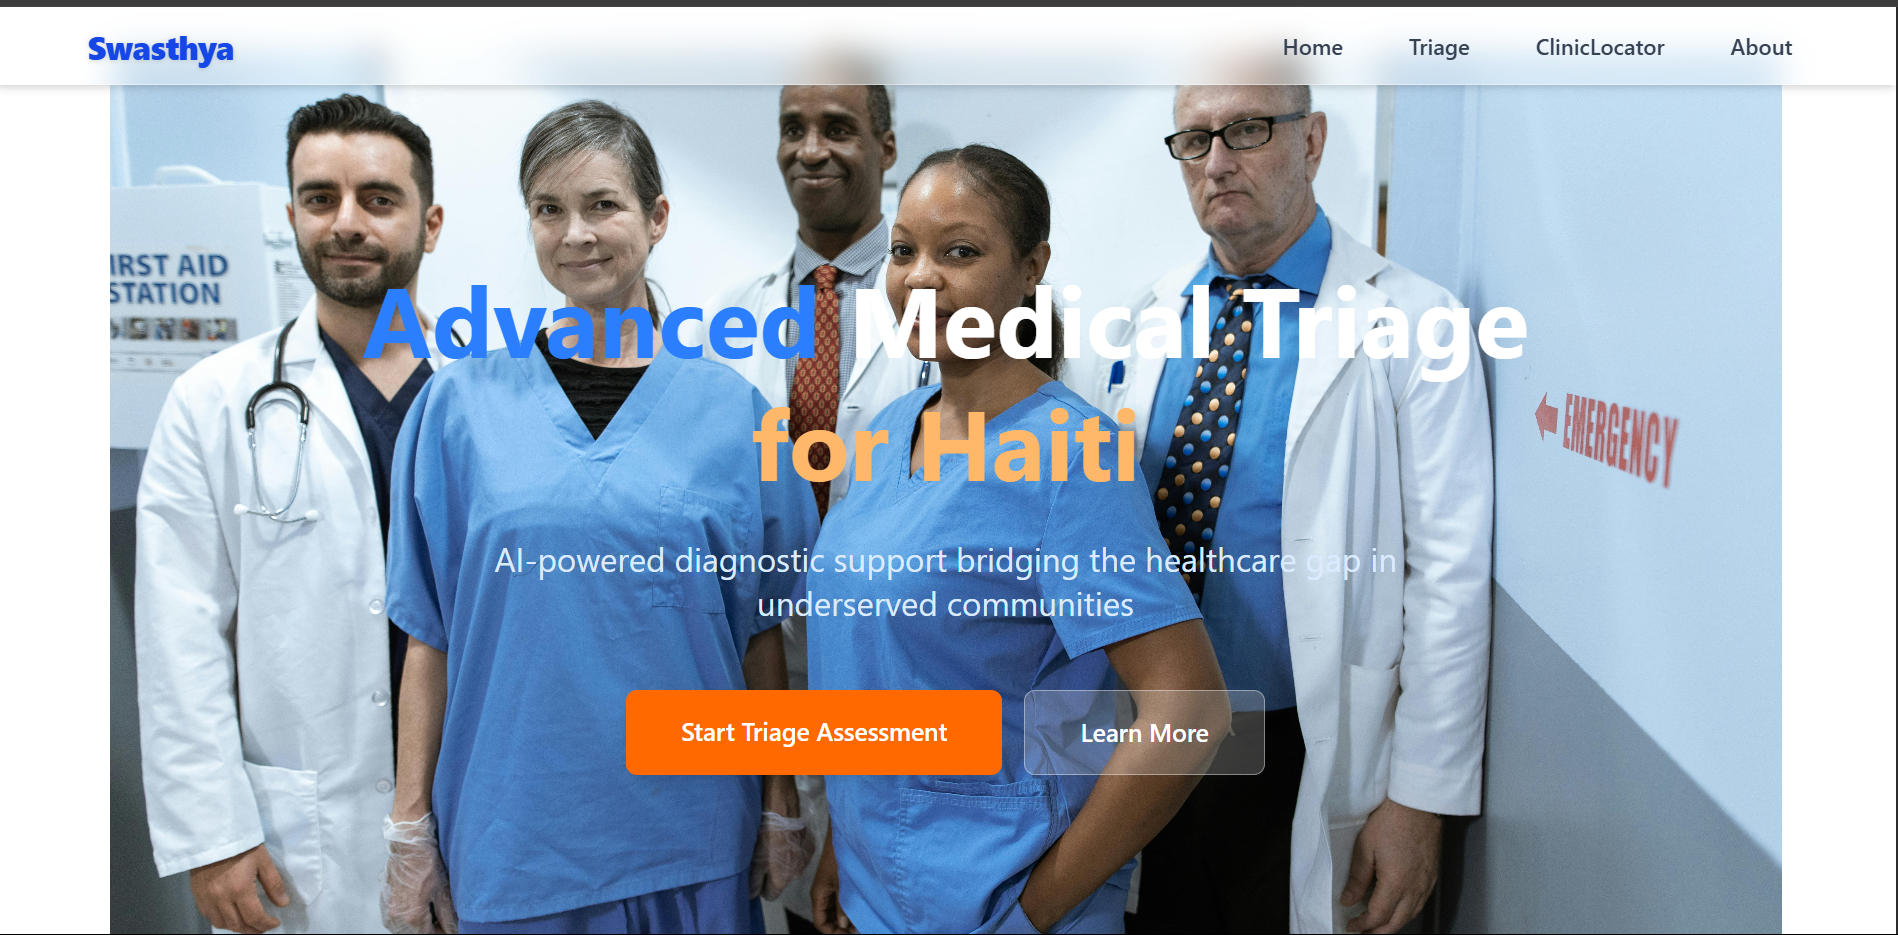 Swasthya
Home
Triage
ClinicLocator
About
IRST AID
STATION
EMERGENCY
Advanced Medical Triage
for Haiti
AI-powered diagnostic support bridging the healthcare gap in
underserved communities
Start Triage Assessment
Learn More